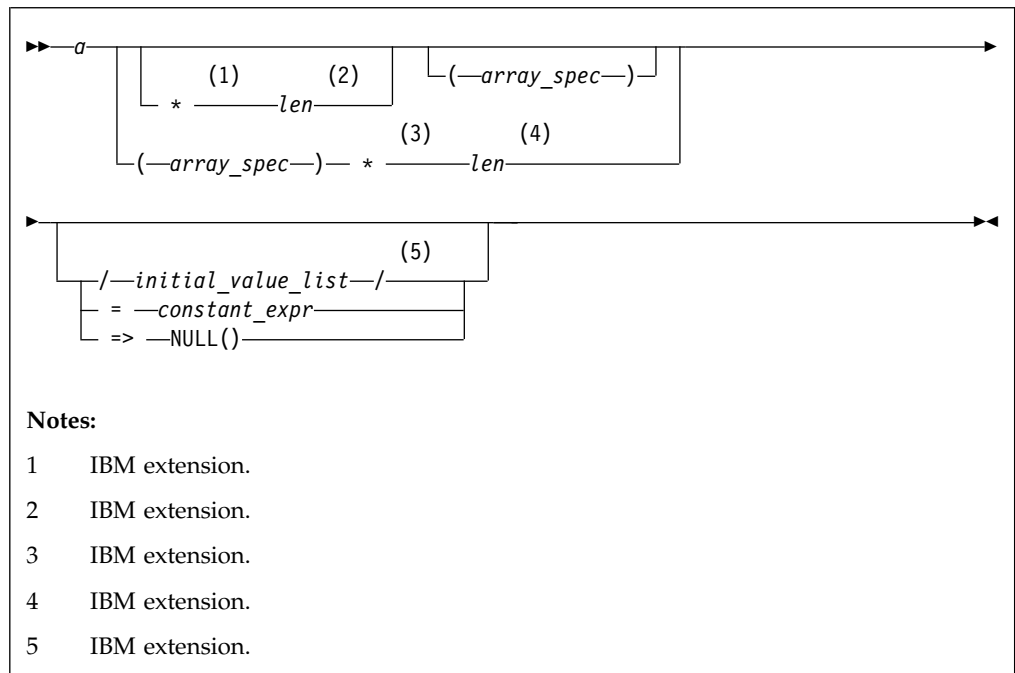 a
(1) (2) ( array_spec )
* len
(3) (4)
( array_spec ) * len
(5)
/ initial_value_list /
= constant_expr
=> NULL()
Notes:
1 IBM extension.
2 IBM extension.
3 IBM extension.
4 IBM extension.
5 IBM extension.